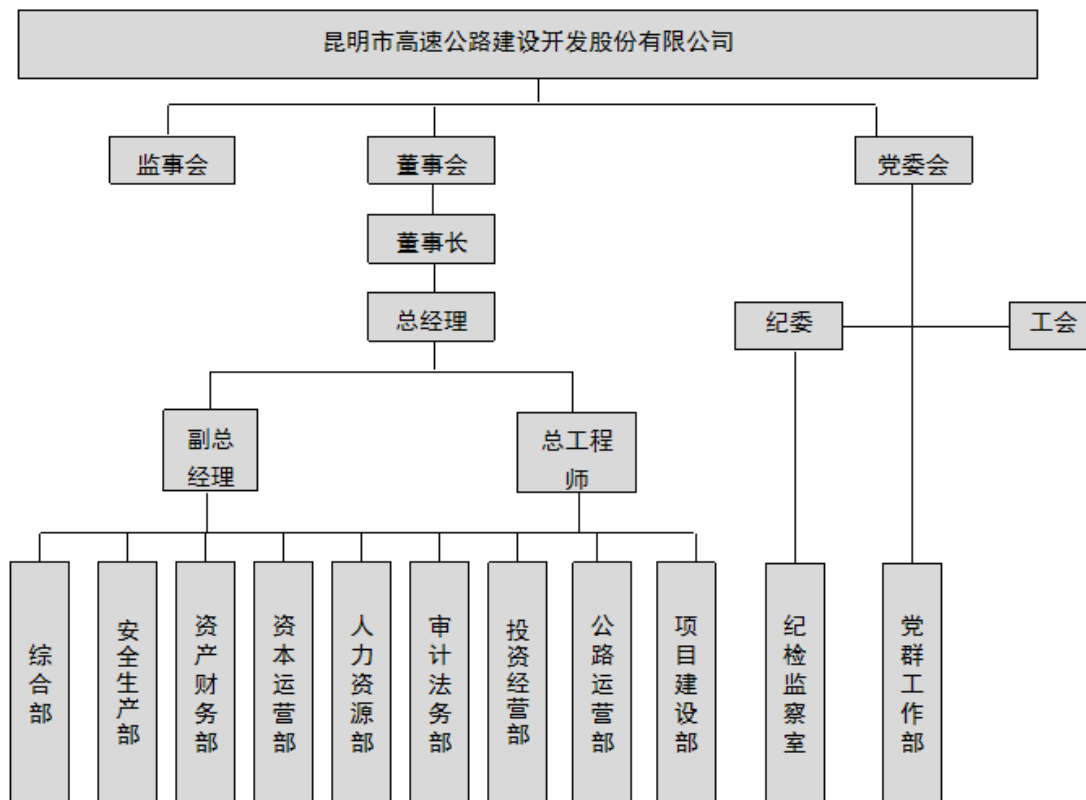 昆明市高速公路建设开发股份有限公司
监事会
董事会
党委会
董事长
总经理
纪委
工会
副总
经理
总工程
师
综合部
安全生产部
资产财务部
资本运营部
人力资源部
审计法务部
投资经营部
公路运营部
项目建设部
纪检监察室
党群工作部